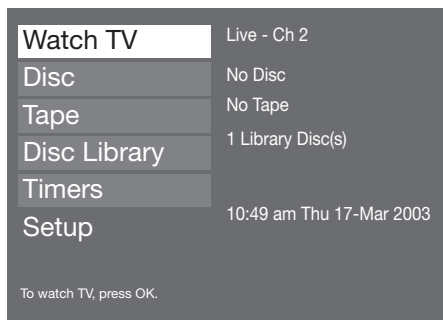 Watch TV
Live - Ch 2
Disc
No Disc
Tape
No Tape
Disc Library
1 Library Disc(s)
Timers
Setup
10:49 am Thu 17-Mar 2003
To watch TV, press OK.